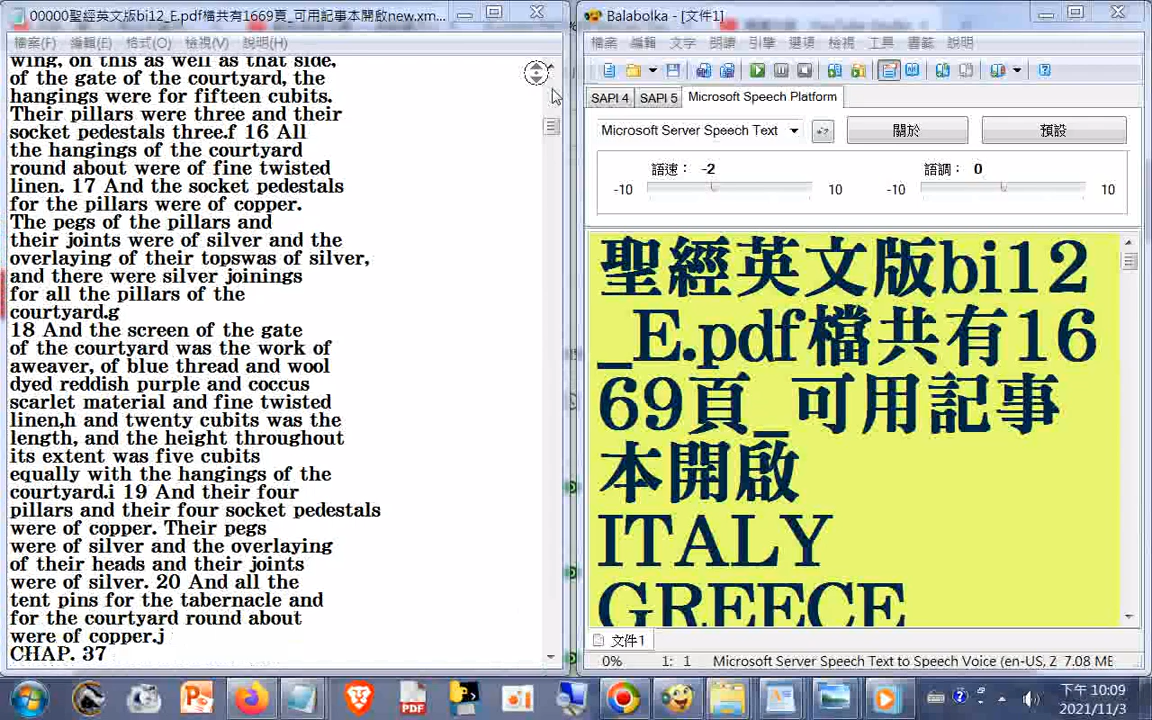 00000聖經英文版bi12_E.pdf檔共有1669頁_可用記事本開啟new.xm...
檔案(F) 編輯(E) 格式(O) 檢視(V) 說明(H)
wing, on this as well as that side,
of the gate of the courtyard, the
hangings were for fifteen cubits.
Their pillars were three and their
socket pedestals three.f 16 All
the hangings of the courtyard
round about were of fine twisted
linen. 17 And the socket pedestals
for the pillars were of copper.
The pegs of the pillars and
their joints were of silver and the
overlaying of their topswas of silver,
and there were silver joinings
for all the pillars of the
courtyard.g
18 And the screen of the gate
of the courtyard was the work of
aweaver, of blue thread and wool
dyed reddish purple and coccus
scarlet material and fine twisted
linen,h and twenty cubits was the
length, and the height throughout
its extent was five cubits
equally with the hangings of the
courtyard.i 19 And their four
pillars and their four socket pedestals
were of copper. Their pegs
were of silver and the overlaying
of their heads and their joints
were of silver. 20 And all the
tent pins for the tabernacle and
for the courtyard round about
were of copper.j
CHAP. 37
Balabolka - [文件1]
檔案 編輯 文字 朗讀 引擎 選項 檢視 工具 書籤 說明
SAPI 4 SAPI 5 Microsoft Speech Platform
Microsoft Server Speech Text 關於 預設
語速： -2 語調： 0
-10 10 -10 10
聖經英文版bi12
_E.pdf檔共有16
69頁_可用記事
本開啟
ITALY
GREECE
文件1
0% 1: 1 Microsoft Server Speech Text to Speech Voice (en-US, 2 7.08 ME
PDF
下午 10:09
2021/11/3